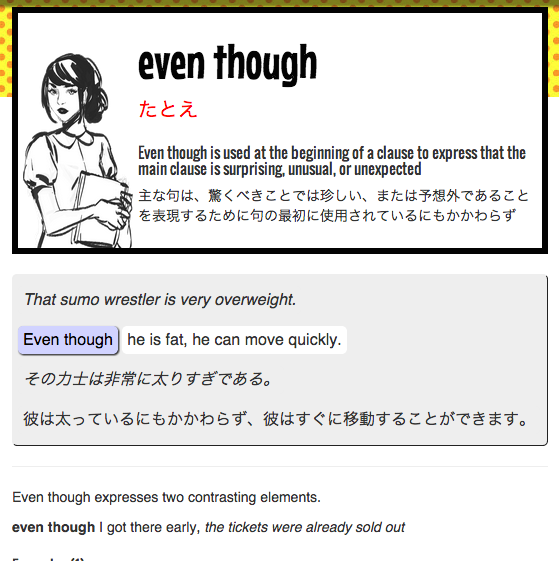 even though
たとえ
Even though is used at the beginning of a clause to express that the
main clause is surprising, unusual, or unexpected
主な句は、驚くべきことでは珍しい、または予想外であること
を表現するために句の最初に使用されているにもかかわらず
That sumo wrestler is very overweight.
Even though he is fat, he can move quickly.
その力士は非常に太りすぎである。
彼は太っているにもかかわらず、彼はすぐに移動することができます。
Even though expresses two contrasting elements.
even though I got there early, the tickets were already sold out